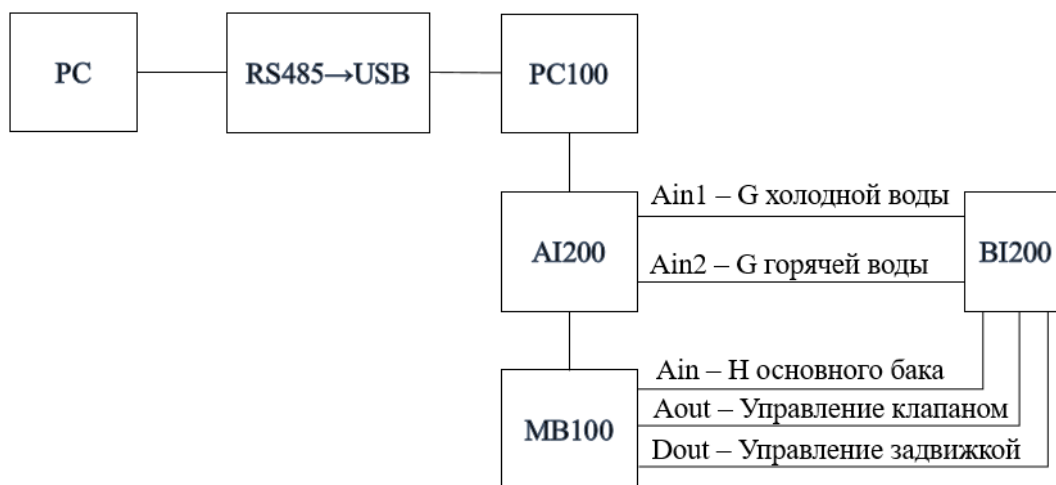 PC
RS485→USB
PC100
Ain1 – G холодной воды
AI200
Ain2 – G горячей воды
BI200
Ain – H основного бака
Aout – Управление клапаном
MB100
Dout – Управление задвижкой